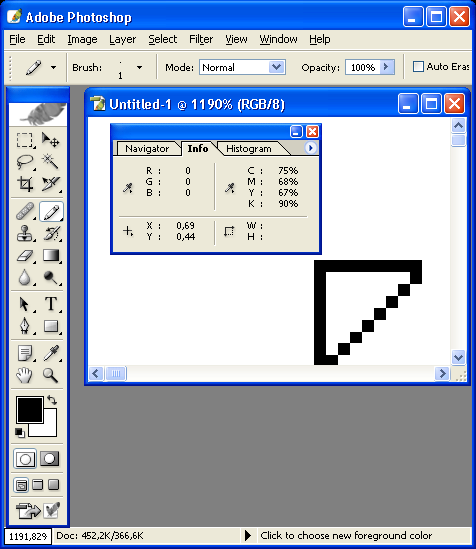 Adobe Photoshop
File Edit Image Layer Select Filter View Window Help
Brush: 1 Mode: Normal Opacity: 100% Auto Eras
Untitled-1 @ 1190% (RGB/8)
Navigator Info Histogram
R : 0 C : 75%
G : 0 M : 68%
B : 0 Y : 67%
K : 90%
X : 0,69 W :
Y : 0,44 H :
T
1191,829 Doc: 452,2K/366,6K Click to choose new foreground color